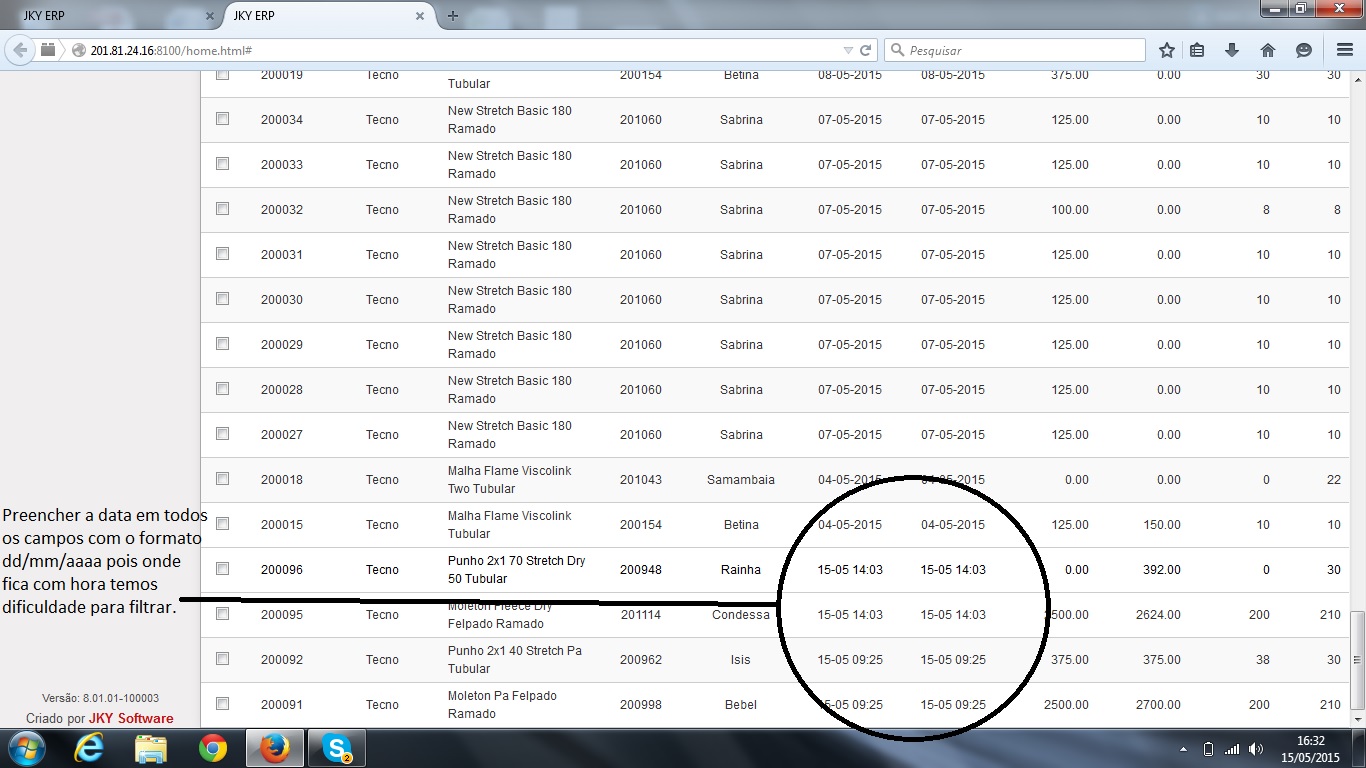 JKY ERP
JKY ERP
201.81.24.16:8100/home.html#
Pesquisar
200019 Tecno Tubular 200154 Betina 08-05-2015 08-05-2015 375.00 0.00 30 30
200034 Tecno New Stretch Basic 180 Ramado 201060 Sabrina 07-05-2015 07-05-2015 125.00 0.00 10 10
200033 Tecno New Stretch Basic 180 Ramado 201060 Sabrina 07-05-2015 07-05-2015 125.00 0.00 10 10
200032 Tecno New Stretch Basic 180 Ramado 201060 Sabrina 07-05-2015 07-05-2015 100.00 0.00 8 8
200031 Tecno New Stretch Basic 180 Ramado 201060 Sabrina 07-05-2015 07-05-2015 125.00 0.00 10 10
200030 Tecno New Stretch Basic 180 Ramado 201060 Sabrina 07-05-2015 07-05-2015 125.00 0.00 10 10
200029 Tecno New Stretch Basic 180 Ramado 201060 Sabrina 07-05-2015 07-05-2015 125.00 0.00 10 10
200028 Tecno New Stretch Basic 180 Ramado 201060 Sabrina 07-05-2015 07-05-2015 125.00 0.00 10 10
200027 Tecno New Stretch Basic 180 Ramado 201060 Sabrina 07-05-2015 07-05-2015 125.00 0.00 10 10
200018 Tecno Malha Flame Viscolink Two Tubular 201043 Samambaia 04-05-2015 04-05-2015 0.00 0.00 0 22
200015 Tecno Malha Flame Viscolink Tubular 200154 Betina 04-05-2015 04-05-2015 125.00 150.00 10 10
200096 Tecno Punho 2x1 70 Stretch Dry 50 Tubular 200948 Rainha 15-05 14:03 15-05 14:03 0.00 392.00 0 30
200095 Tecno Moleton Fleece Dry Felpado Ramado 201114 Condessa 15-05 14:03 15-05 14:03 500.00 2624.00 200 210
200092 Tecno Punho 2x1 40 Stretch Pa Tubular 200962 Isis 15-05 09:25 15-05 09:25 375.00 375.00 38 30
200091 Tecno Moleton Pa Felpado Ramado 200998 Bebel 15-05 09:25 15-05 09:25 2500.00 2700.00 200 210
Preencher a data em todos
os campos com o formato
dd/mm/aaaa pois onde
fica com hora temos
dificuldade para filtrar.
Versão: 8.01.01-100003
Criado por JKY Software
2
16:32
15/05/2015